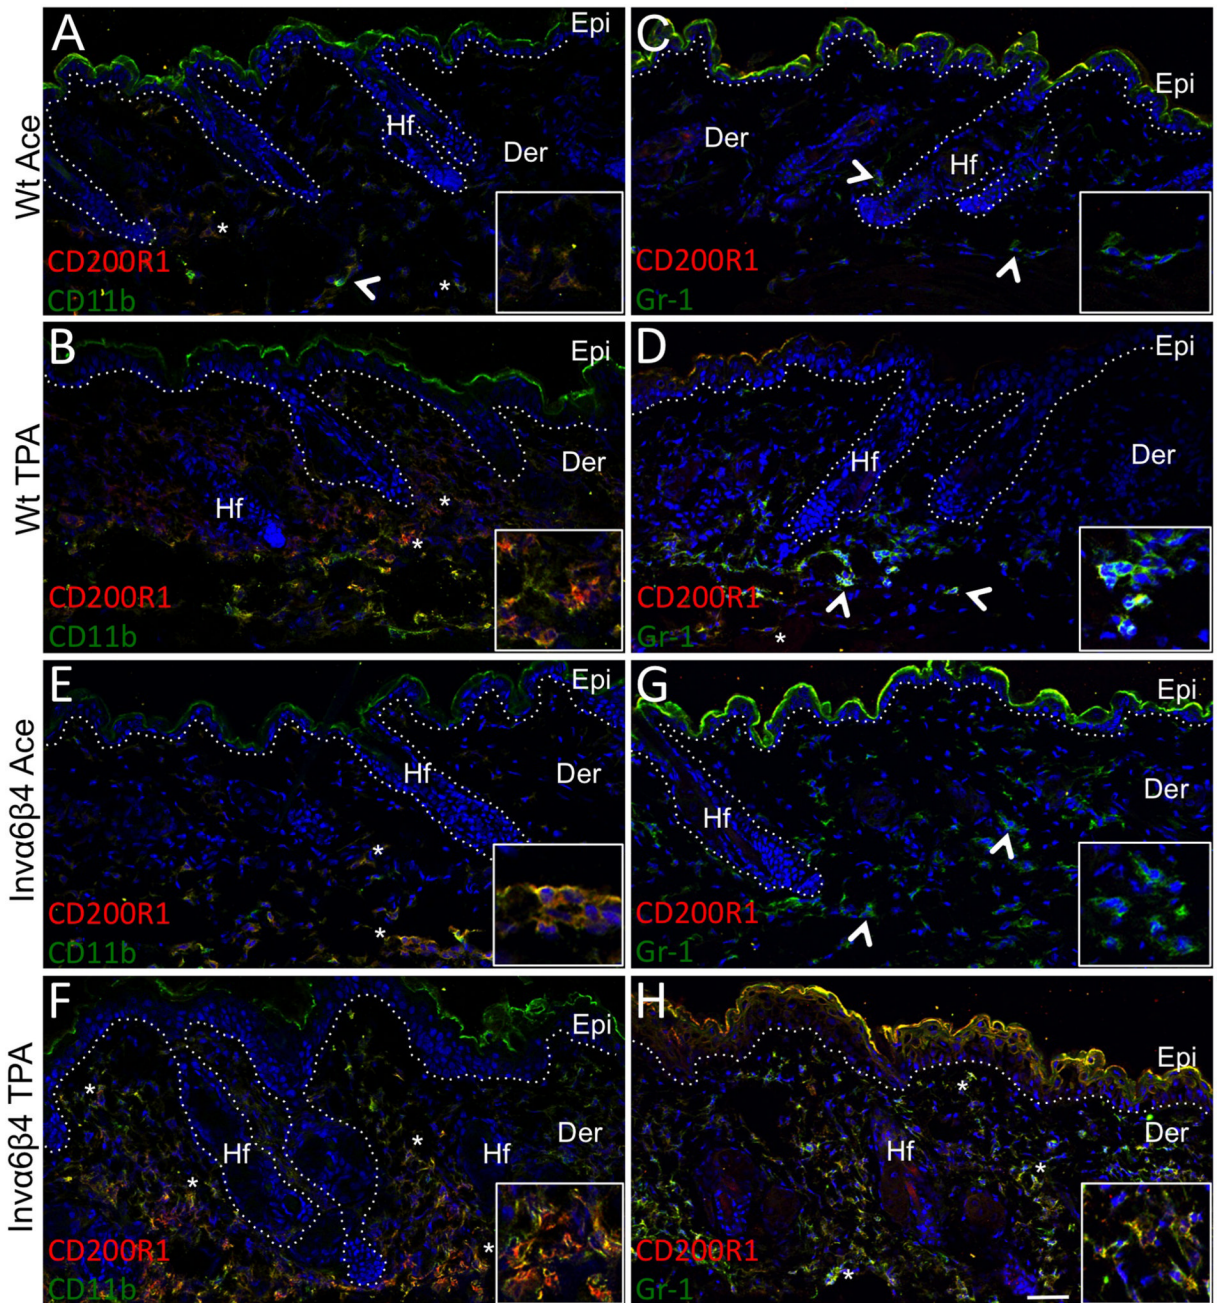 Wt Ace
A
Epi
Hf
Der
*
*
CD200R1
CD11b
C
Epi
Der
Hf
CD200R1
Gr-1
Wt TPA
B
Epi
Der
Hf
*
*
CD200R1
CD11b
D
Epi
Hf
Der
CD200R1
Gr-1
*
Invα6β4 Ace
E
Epi
Hf
Der
*
*
CD200R1
CD11b
G
Epi
Der
Hf
CD200R1
Gr-1
Invα6β4 TPA
F
Epi
*
Der
*
Hf
Hf
*
*
CD200R1
CD11b
H
Epi
*
Der
Hf
*
CD200R1
Gr-1
*